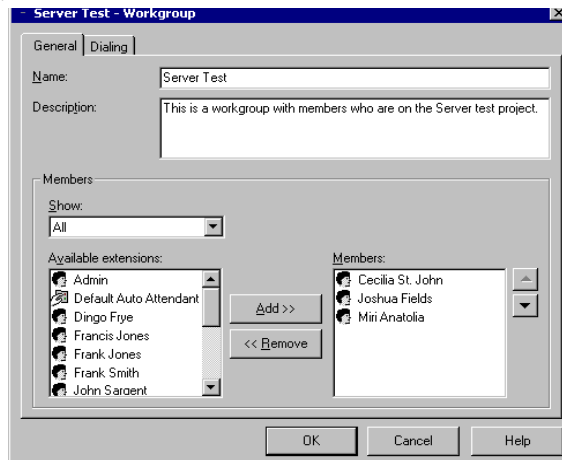 Server Test - Workgroup
General Dialing
Name: Server Test
Description: This is a workgroup with members who are on the Server test project.
Members
Show:
All
Available extensions:
Admin
Default Auto Attendant
Dingo Frye
Francis Jones
Frank Jones
Frank Smith
John Sargent
Add >>
<< Remove
Members:
Cecilia St. John
Joshua Fields
Miri Anatolia
OK Cancel Help